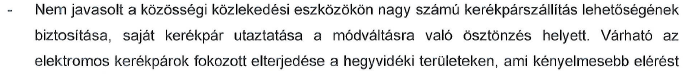 - Nem javasolt a közösségi közlekedési eszközökön nagy számú kerékpárszállítás lehetőségének
biztosítása, saját kerékpár utaztatása a módváltásra való ösztönzés helyett. Várható az
elektromos kerékpárok fokozott elterjedése a hegyvidéki területeken, ami kényelmesebb elérést